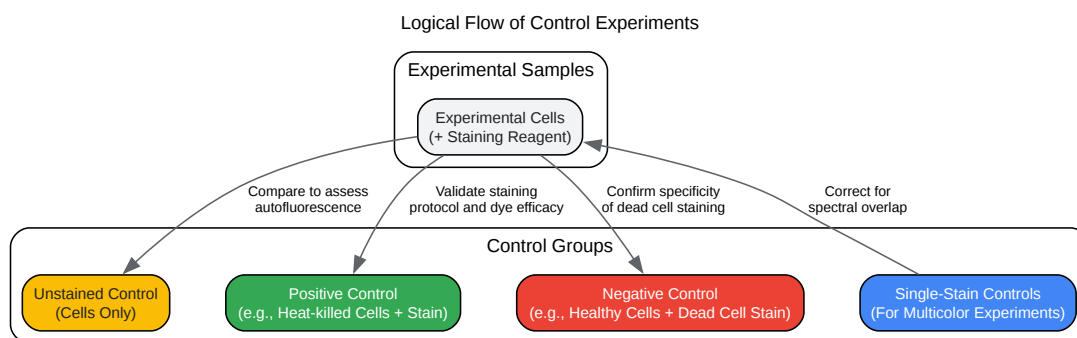 Logical Flow of Control Experiments
Experimental Samples
Experimental Cells
(+ Staining Reagent)
Compare to assess
autofluorescence
Validate staining
protocol and dye efficacy
Confirm specificity
of dead cell staining
Correct for
spectral overlap
Control Groups
Unstained Control
(Cells Only)
Positive Control
(e.g., Heat-killed Cells + Stain)
Negative Control
(e.g., Healthy Cells + Dead Cell Stain)
Single-Stain Controls
(For Multicolor Experiments)